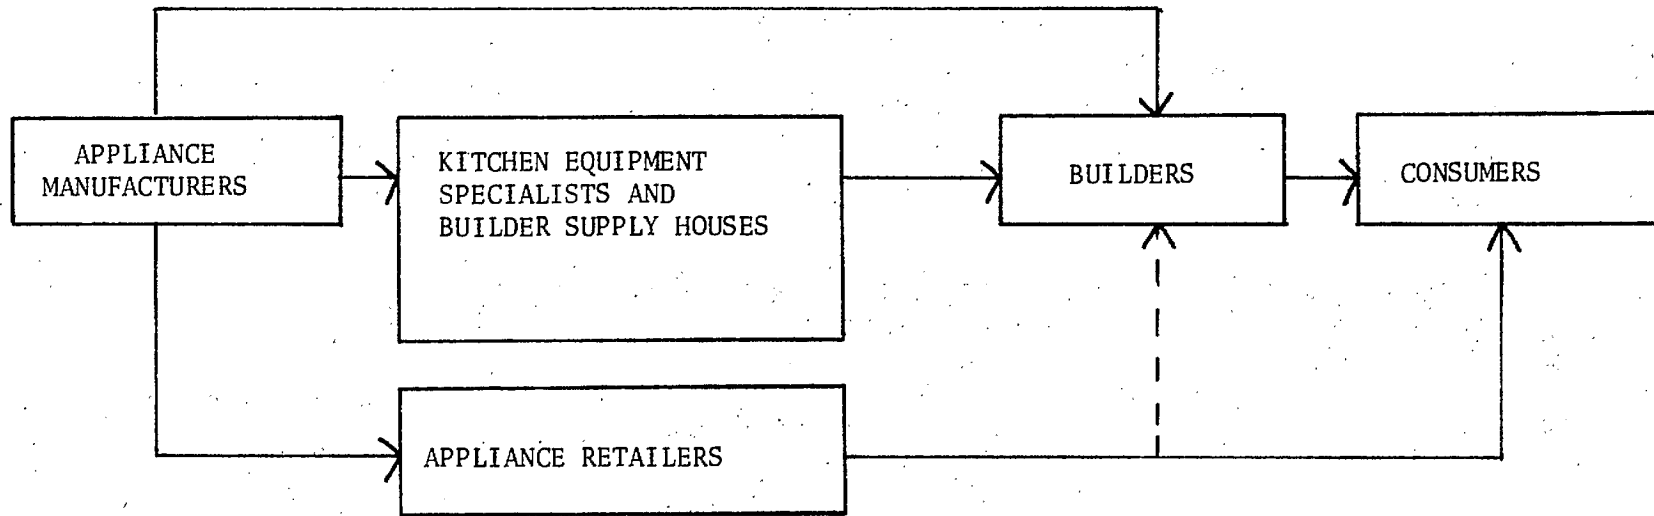 APPLIANCE
MANUFACTURERS
KITCHEN EQUIPMENT
SPECIALISTS AND
BUILDER SUPPLY HOUSES
BUILDERS
CONSUMERS
APPLIANCE RETAILERS